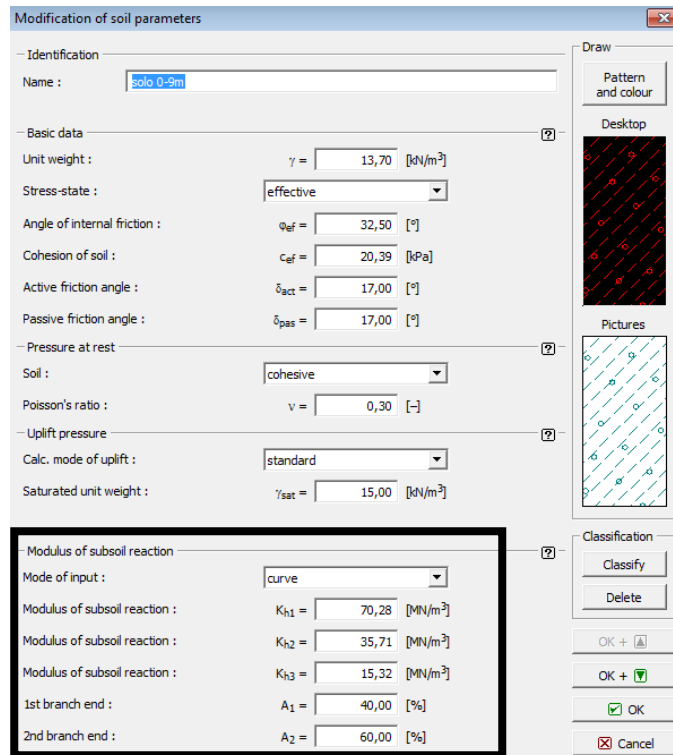 Modification of soil parameters
Identification
Name : solo 0-9m
Basic data [?]
Unit weight : γ = 13,70 [kN/m³]
Stress-state : effective
Angle of internal friction : φef = 32,50 [°]
Cohesion of soil : cef = 20,39 [kPa]
Active friction angle : δact = 17,00 [°]
Passive friction angle : δpas = 17,00 [°]
Pressure at rest [?]
Soil : cohesive
Poisson's ratio : ν = 0,30 [–]
Uplift pressure [?]
Calc. mode of uplift : standard
Saturated unit weight : γsat = 15,00 [kN/m³]
Modulus of subsoil reaction [?]
Mode of input : curve
Modulus of subsoil reaction : Kh1 = 70,28 [MN/m³]
Modulus of subsoil reaction : Kh2 = 35,71 [MN/m³]
Modulus of subsoil reaction : Kh3 = 15,32 [MN/m³]
1st branch end : A1 = 40,00 [%]
2nd branch end : A2 = 60,00 [%]
Draw
Pattern
and colour
Desktop
Pictures
Classification
Classify
Delete
OK +
OK +
OK
Cancel